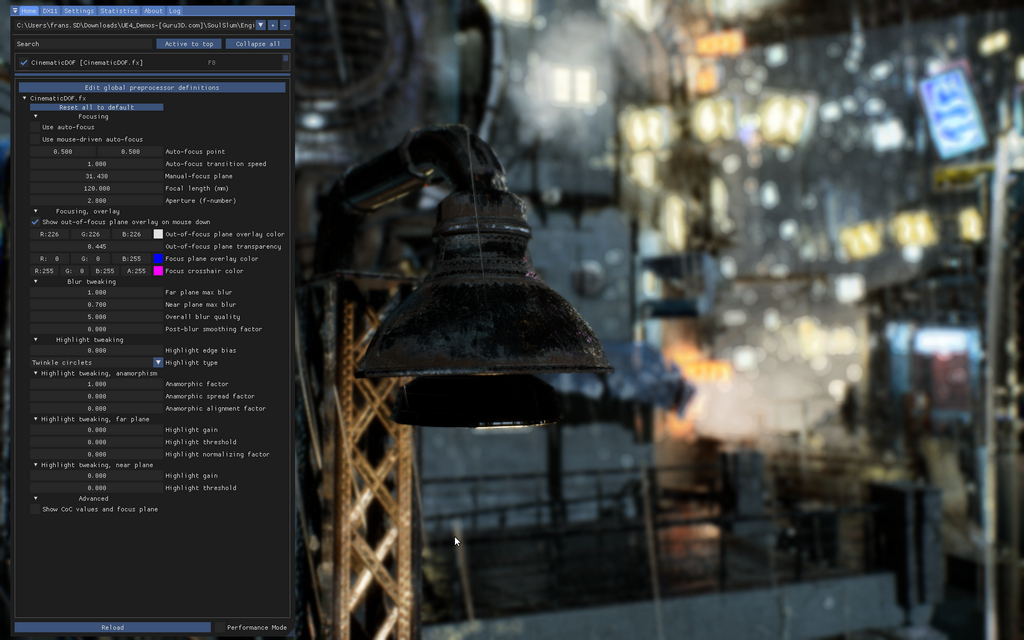 Home DX11 Settings Statistics About Log
C:\Users\frans.SD\Downloads\UE4_Demos-[Guru3D.com]\SoulSlum\Engi + -
Search Active to top Collapse all
CinematicDOF [CinematicDOF.fx] F8
Edit global preprocessor definitions
CinematicDOF.fx
Reset all to default
Focusing
Use auto-focus
Use mouse-driven auto-focus
0.500 0.500 Auto-focus point
1.000 Auto-focus transition speed
31.430 Manual-focus plane
120.000 Focal length (mm)
2.800 Aperture (f-number)
Focusing, overlay
Show out-of-focus plane overlay on mouse down
R:226 G:226 B:226 Out-of-focus plane overlay color
0.445 Out-of-focus plane transparency
R: 0 G: 0 B:255 Focus plane overlay color
R:255 G: 0 B:255 A:255 Focus crosshair color
Blur tweaking
1.000 Far plane max blur
0.700 Near plane max blur
5.000 Overall blur quality
0.000 Post-blur smoothing factor
Highlight tweaking
0.000 Highlight edge bias
Twinkle circlets Highlight type
Highlight tweaking, anamorphism
1.000 Anamorphic factor
0.000 Anamorphic spread factor
0.000 Anamorphic alignment factor
Highlight tweaking, far plane
0.000 Highlight gain
0.000 Highlight threshold
0.000 Highlight normalizing factor
Highlight tweaking, near plane
0.000 Highlight gain
0.000 Highlight threshold
Advanced
Show CoC values and focus plane
Reload Performance Mode